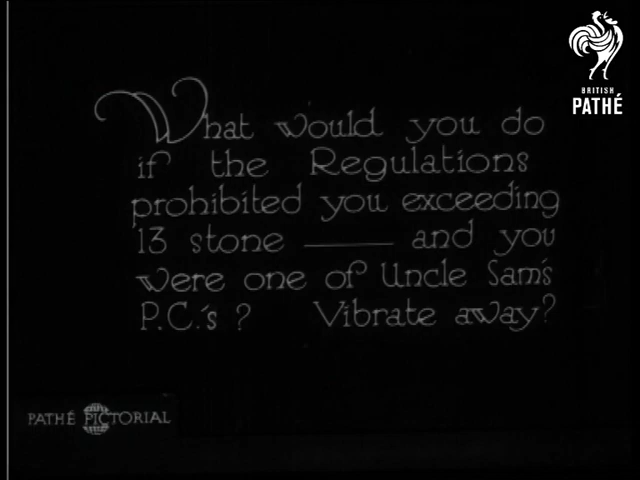 BRITISH
PATHÉ
What would you do
if the Regulations
prohibited you exceeding
13 stone —— and you
were one of Uncle Sam's
P.C.'s ? Vibrate away?
PATHÉ PICTORIAL